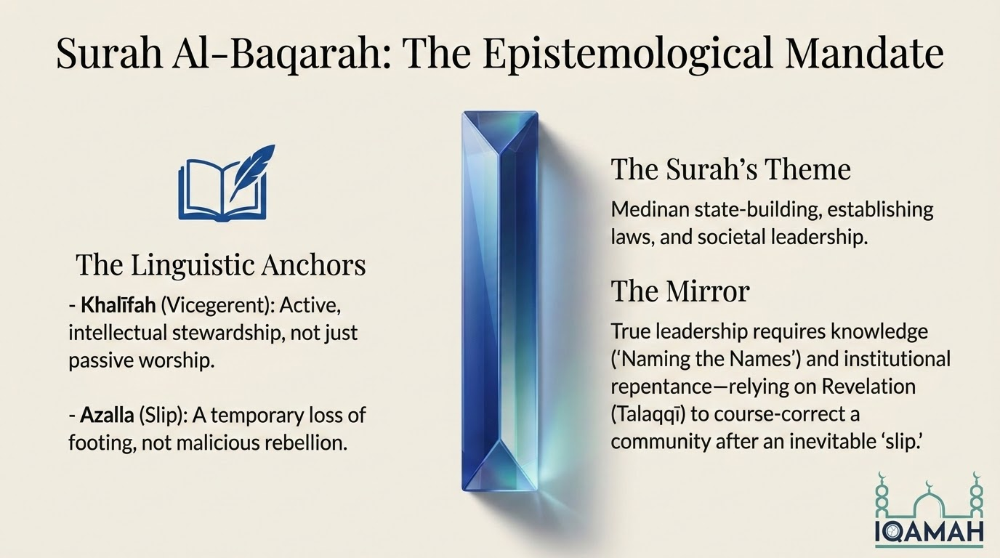 Surah Al-Baqarah: The Epistemological Mandate
The Linguistic Anchors
- Khalīfah (Vicegerent): Active,
intellectual stewardship, not just
passive worship.
- Azalla (Slip): A temporary loss of
footing, not malicious rebellion.
The Surah’s Theme
Medinan state-building, establishing
laws, and societal leadership.
The Mirror
True leadership requires knowledge
(‘Naming the Names’) and institutional
repentance—relying on Revelation
(Talaqqī) to course-correct a
community after an inevitable ‘slip.’
IQAMAH